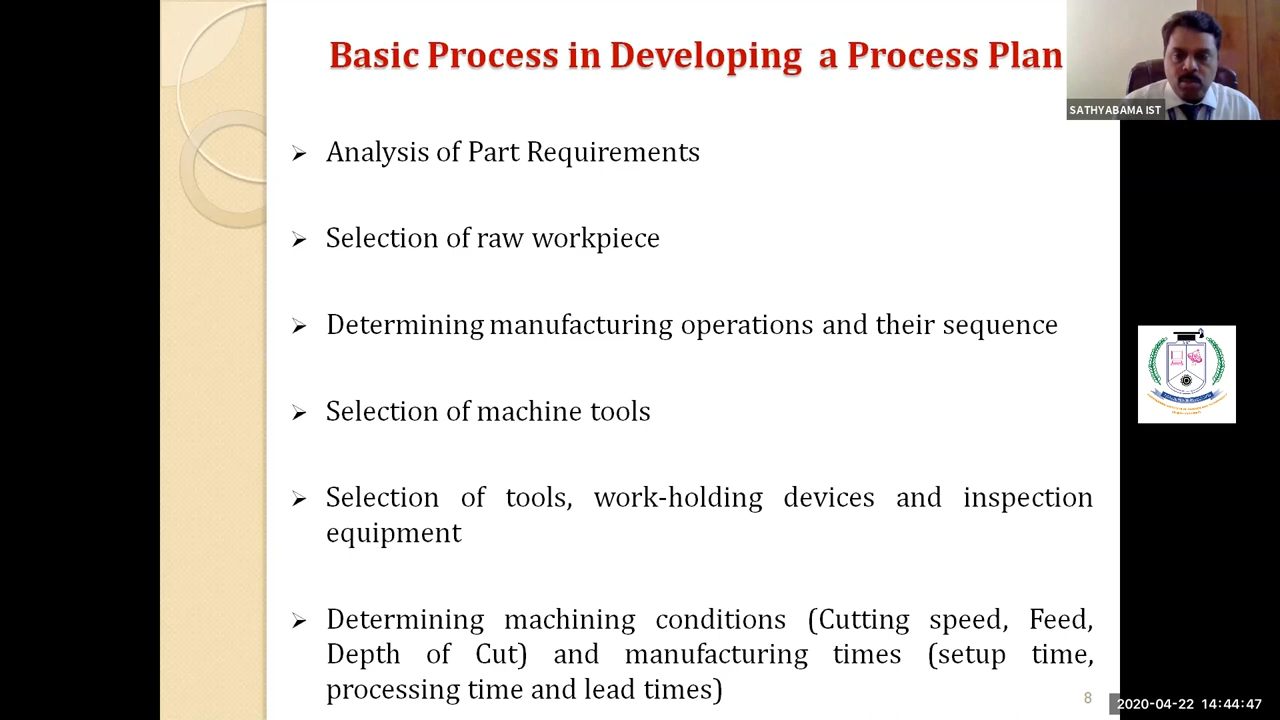 Basic Process in Developing a Process Plan
SATHYABAMA IST
➢ Analysis of Part Requirements
➢ Selection of raw workpiece
➢ Determining manufacturing operations and their sequence
➢ Selection of machine tools
➢ Selection of tools, work-holding devices and inspection
equipment
➢ Determining machining conditions (Cutting speed, Feed,
Depth of Cut) and manufacturing times (setup time,
processing time and lead times)
8
2020-04-22 14:44:47